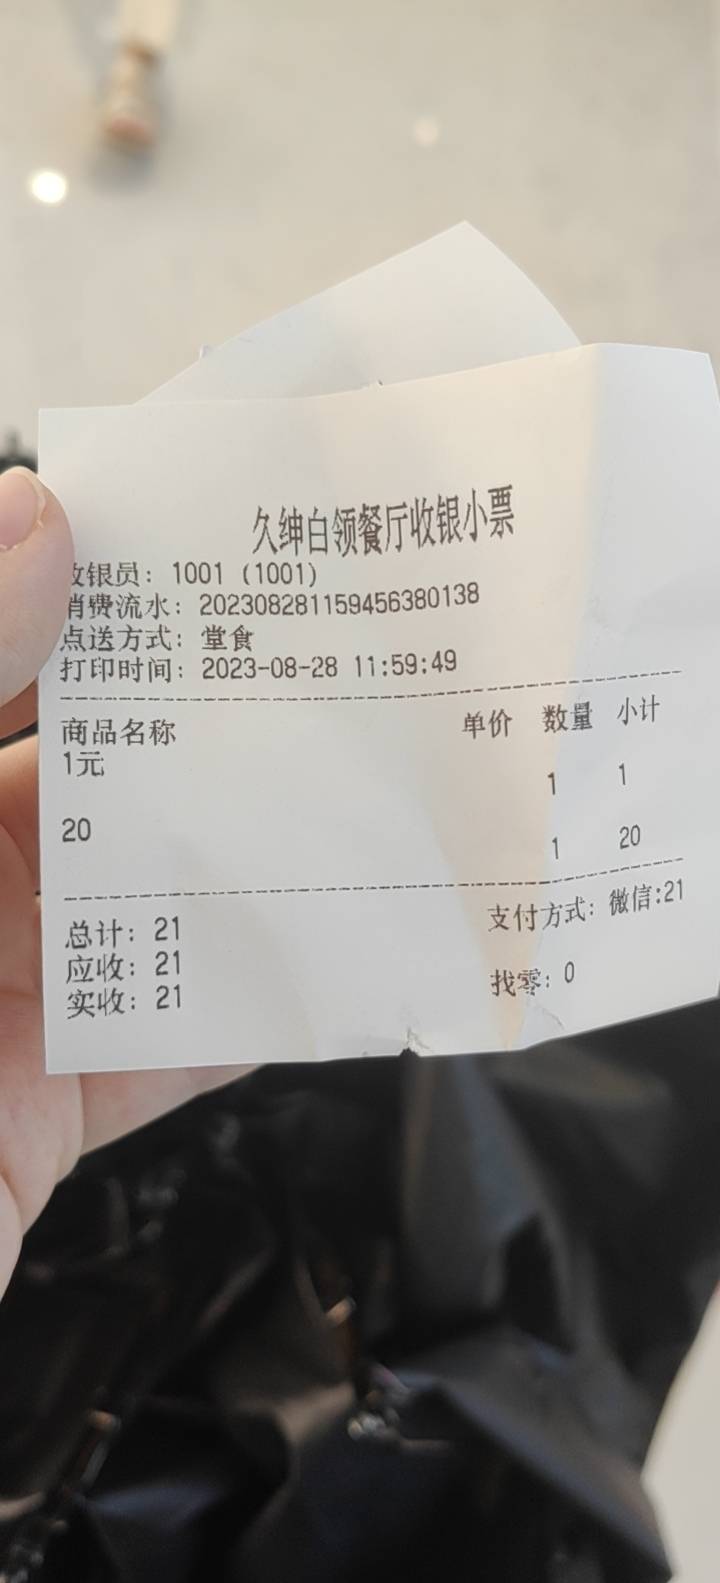 久绅白领餐厅收银小票
收银员: 1001 (1001)
消费流水: 202308281159456380138
点送方式: 堂食
打印时间: 2023-08-28 11:59:49
商品名称 单价 数量 小计
1元
1 1
20
1 20
总计: 21 支付方式: 微信:21
应收: 21
实收: 21 找零: 0